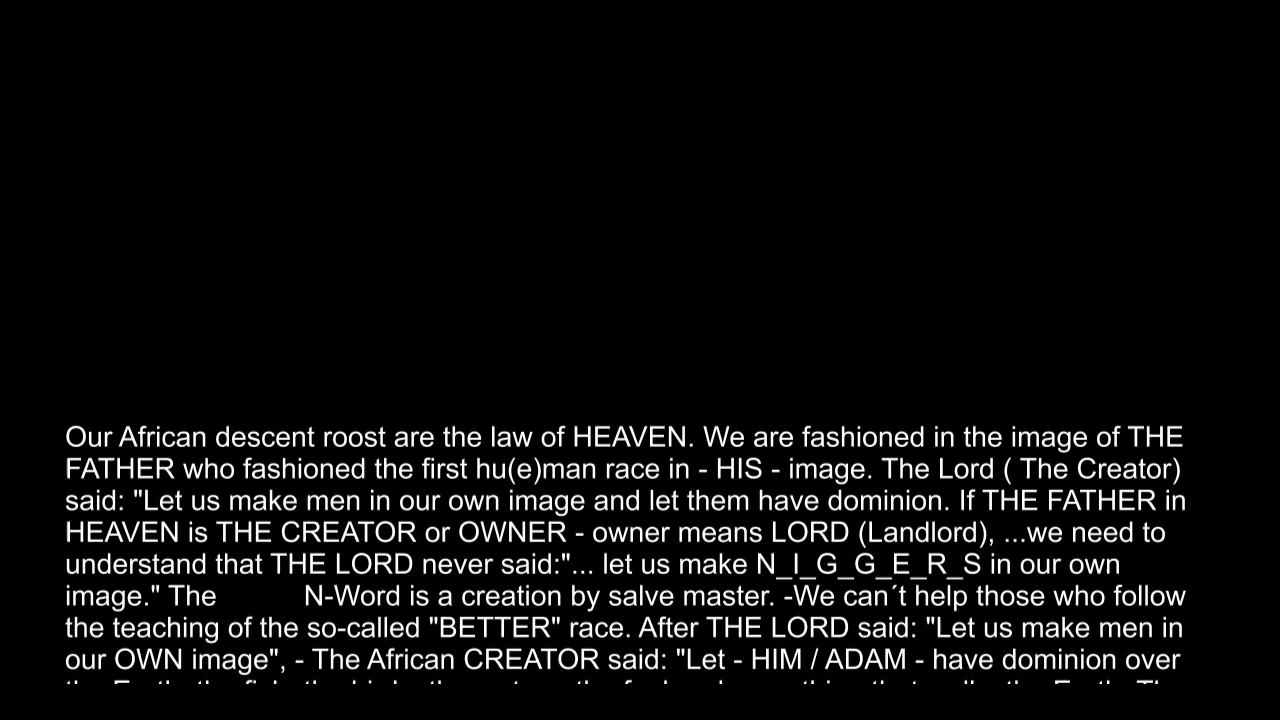 Our African descent roost are the law of HEAVEN. We are fashioned in the image of THE
FATHER who fashioned the first hu(e)man race in - HIS - image. The Lord ( The Creator)
said: "Let us make men in our own image and let them have dominion. If THE FATHER in
HEAVEN is THE CREATOR or OWNER - owner means LORD (Landlord), ...we need to
understand that THE LORD never said:"... let us make N_I_G_G_E_R_S in our own
image." The N-Word is a creation by salve master. -We can´t help those who follow
the teaching of the so-called "BETTER" race. After THE LORD said: "Let us make men in
our OWN image", - The African CREATOR said: "Let - HIM / ADAM - have dominion over